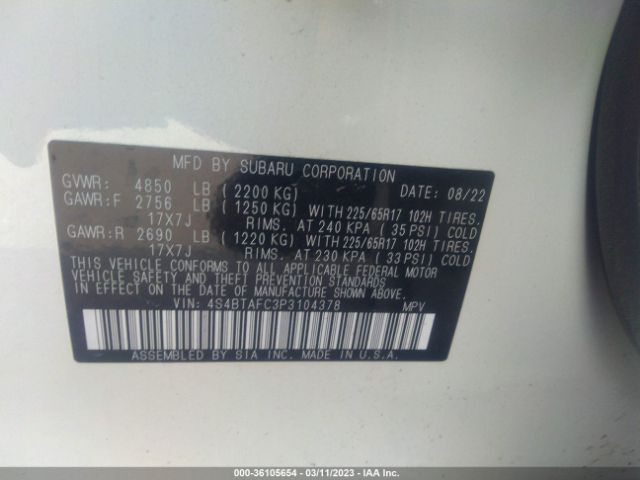 MFD BY SUBARU CORPORATION
GVWR: 4850 LB (2200 KG) DATE: 08/22
GAWR:F 2756 LB (1250 KG) WITH 225/65R17 102H TIRES.
17X7J RIMS. AT 240 KPA (35 PSI) COLD
GAWR:R 2690 LB (1220 KG) WITH 225/65R17 102H TIRES.
17X7J RIMS. AT 230 KPA (33 PSI) COLD
THIS VEHICLE CONFORMS TO ALL APPLICABLE FEDERAL MOTOR
VEHICLE SAFETY AND THEFT PREVENTION STANDARDS IN EFFECT
ON THE DATE OF MANUFACTURE SHOWN ABOVE.
VIN: 4S4BTAFC3P3104378 MPV
ASSEMBLED BY SIA INC. MADE IN U.S.A.
000-36105654 / 03/11/2023 - IAA Inc.